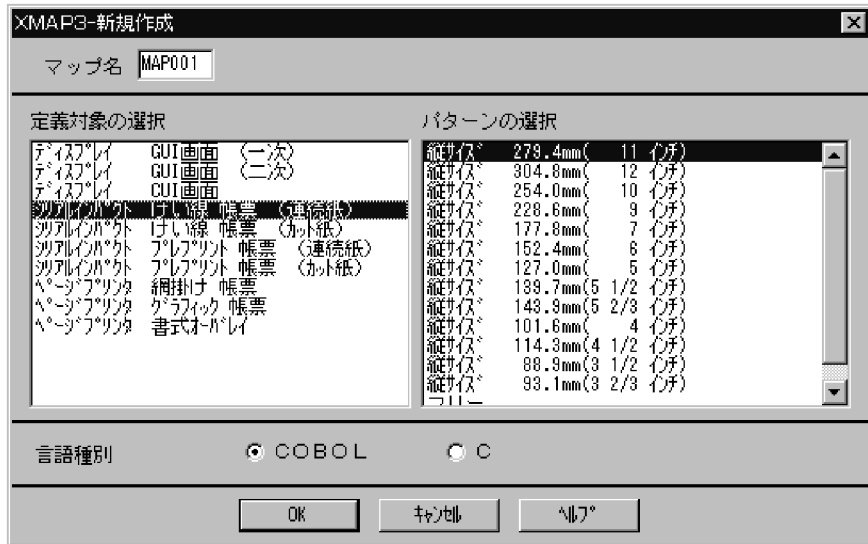 XMAP3-新規作成
マップ名 MAP001
定義対象の選択
ﾃﾞｨｽﾌﾟﾚｲ GUI画面 (一次)
ﾃﾞｨｽﾌﾟﾚｲ GUI画面 (二次)
ﾃﾞｨｽﾌﾟﾚｲ CUI画面
ｼﾘｱﾙｲﾝﾊﾟｸﾄ けい線 帳票 (連続紙)
ｼﾘｱﾙｲﾝﾊﾟｸﾄ けい線 帳票 (ｶｯﾄ紙)
ｼﾘｱﾙｲﾝﾊﾟｸﾄ ﾌﾟﾚﾌﾟﾘﾝﾄ 帳票 (連続紙)
ｼﾘｱﾙｲﾝﾊﾟｸﾄ ﾌﾟﾚﾌﾟﾘﾝﾄ 帳票 (ｶｯﾄ紙)
ﾍﾟｰｼﾞﾌﾟﾘﾝﾀ 網掛け 帳票
ﾍﾟｰｼﾞﾌﾟﾘﾝﾀ ｸﾞﾗﾌｨｯｸ 帳票
ﾍﾟｰｼﾞﾌﾟﾘﾝﾀ 書式ｵｰﾊﾞﾚｲ
パターンの選択
縦ｻｲｽﾞ 279.4mm( 11 ｲﾝﾁ)
縦ｻｲｽﾞ 304.8mm( 12 ｲﾝﾁ)
縦ｻｲｽﾞ 254.0mm( 10 ｲﾝﾁ)
縦ｻｲｽﾞ 228.6mm( 9 ｲﾝﾁ)
縦ｻｲｽﾞ 177.8mm( 7 ｲﾝﾁ)
縦ｻｲｽﾞ 152.4mm( 6 ｲﾝﾁ)
縦ｻｲｽﾞ 127.0mm( 5 ｲﾝﾁ)
縦ｻｲｽﾞ 139.7mm(5 1/2 ｲﾝﾁ)
縦ｻｲｽﾞ 143.9mm(5 2/3 ｲﾝﾁ)
縦ｻｲｽﾞ 101.6mm( 4 ｲﾝﾁ)
縦ｻｲｽﾞ 114.3mm(4 1/2 ｲﾝﾁ)
縦ｻｲｽﾞ 88.9mm(3 1/2 ｲﾝﾁ)
縦ｻｲｽﾞ 93.1mm(3 2/3 ｲﾝﾁ)
フリー
言語種別 COBOL C
OK ｷｬﾝｾﾙ ﾍﾙﾌﾟ